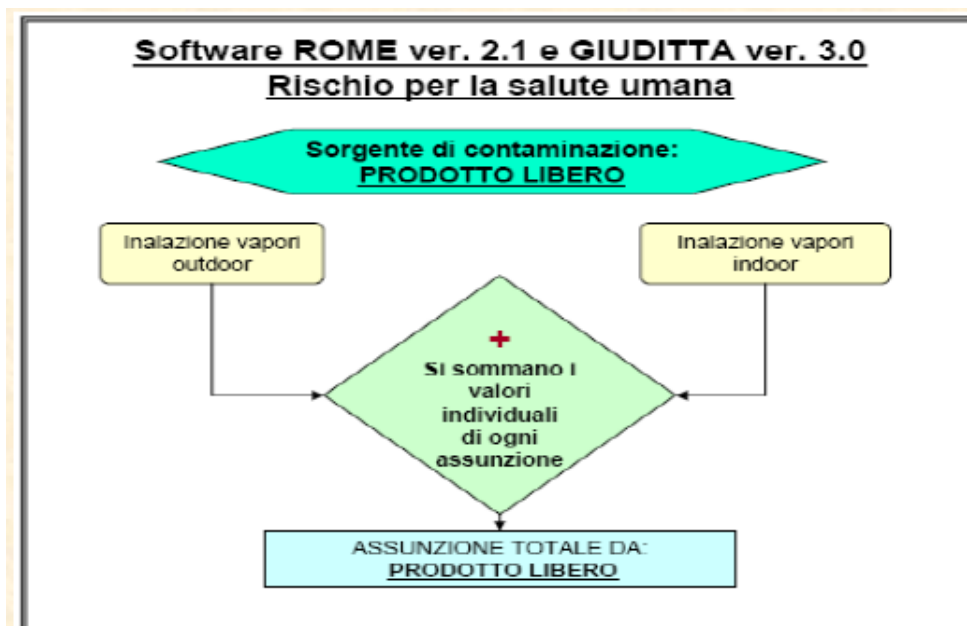 Software ROME ver. 2.1 e GIUDITTA ver. 3.0
Rischio per la salute umana
Sorgente di contaminazione:
PRODOTTO LIBERO
Inalazione vapori
outdoor
Inalazione vapori
indoor
+
Si sommano i
valori
individuali
di ogni
assunzione
ASSUNZIONE TOTALE DA:
PRODOTTO LIBERO